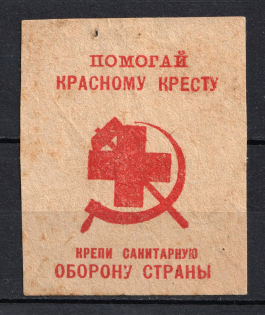 ПОМОГАЙ
КРАСНОМУ КРЕСТУ
КРЕПИ САНИТАРНУЮ
ОБОРОНУ СТРАНЫ